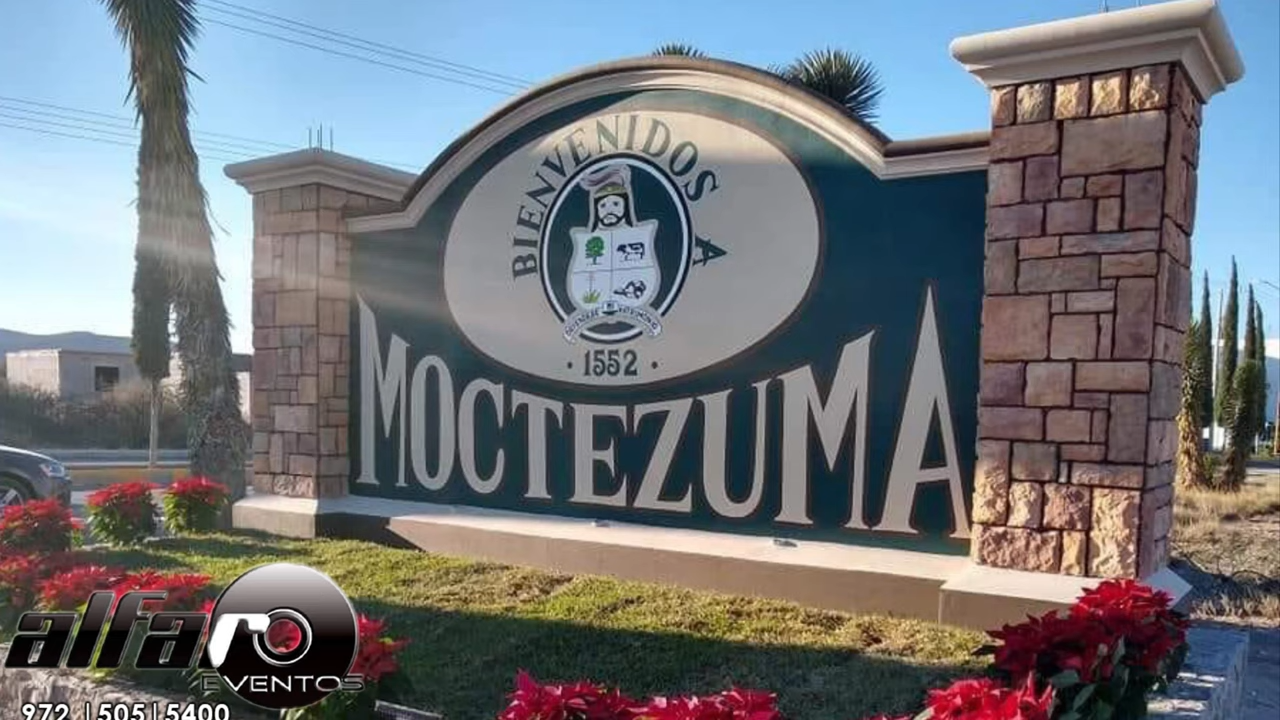 BIENVENIDOS A
· 1552 ·
MOCTEZUMA
alfaro
EVENTOS
972 |505|5400